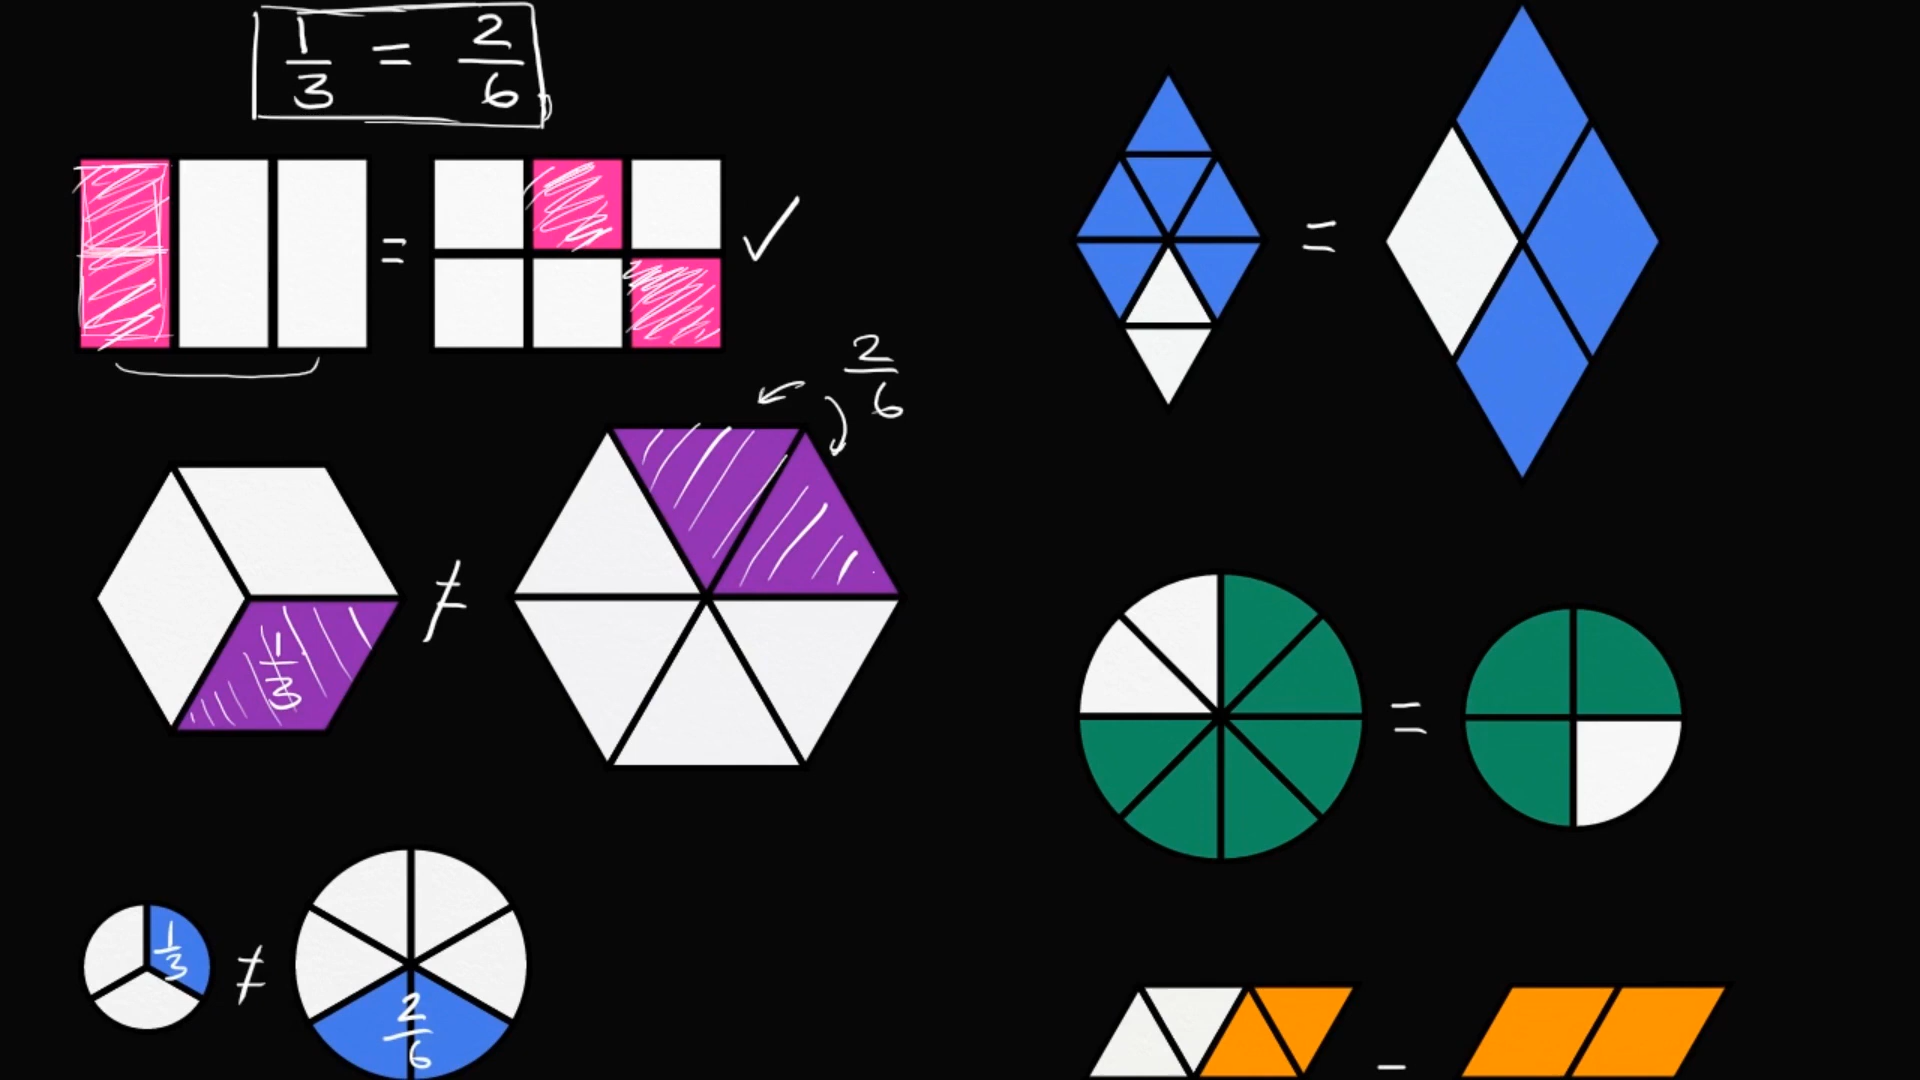 1/3 = 2/6
= ✓
2/6
1/3 ≠
1/3 ≠ 2/6
=
=